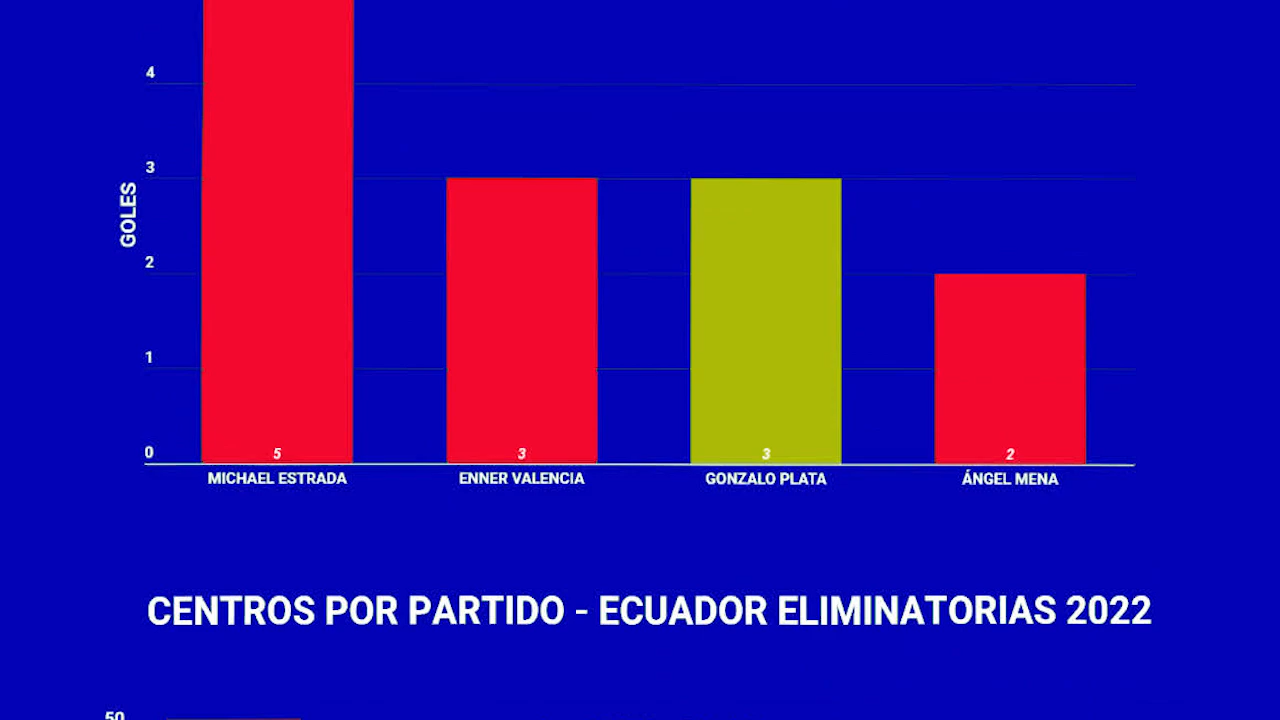 4
3
GOLES
2
1
0
5
3
3
2
MICHAEL ESTRADA
ENNER VALENCIA
GONZALO PLATA
ÁNGEL MENA
CENTROS POR PARTIDO - ECUADOR ELIMINATORIAS 2022
50